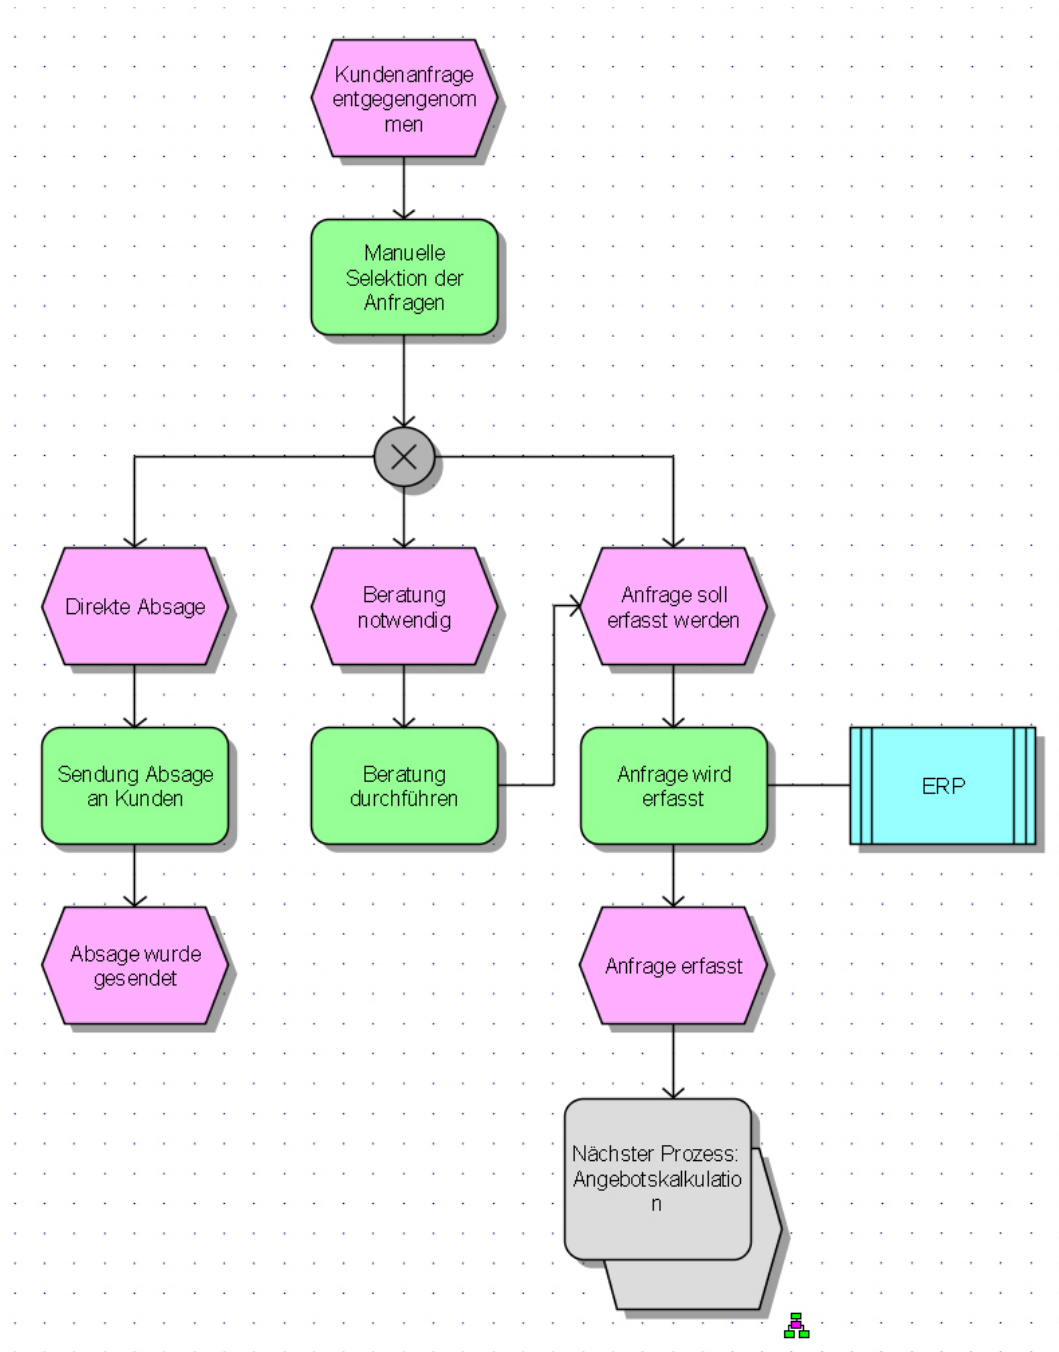 Kundenanfrage
entgegengenom
men
Manuelle
Selektion der
Anfragen
Direkte Absage
Beratung
notwendig
Anfrage soll
erfasst werden
Sendung Absage
an Kunden
Beratung
durchführen
Anfrage wird
erfasst
ERP
Absage wurde
gesendet
Anfrage erfasst
Nächster Prozess:
Angebotskalkulatio
n